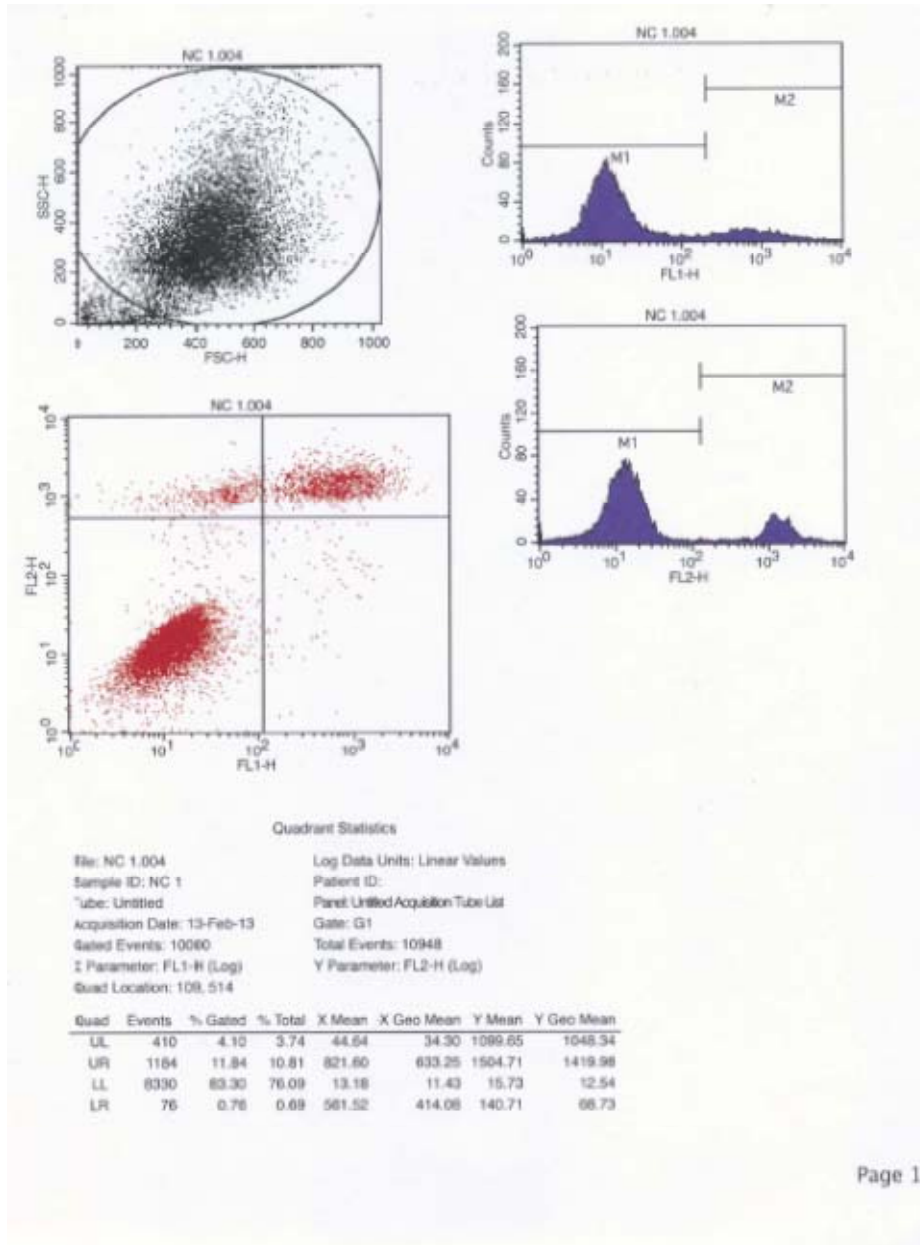 NC 1.004
1000
800
600
400
200
0
SSC-H
200
400
600
800
1000
FSC-H
NC 1.004
200
160
120
80
40
0
Counts
M1
M2
10^0
10^1
10^2
10^3
10^4
FL1-H
NC 1.004
200
160
120
80
40
0
Counts
M1
M2
10^0
10^1
10^2
10^3
10^4
FL2-H
NC 1.004
10^4
10^3
10^2
10^1
10^0
FL2-H
10^1
10^2
10^3
10^4
FL1-H
Quadrant Statistics
File: NC 1.004 Log Data Units: Linear Values
Sample ID: NC 1 Patient ID:
Tube: Untitled Panel: Untitled Acquisition Tube List
Acquisition Date: 13-Feb-13 Gate: G1
Gated Events: Total Events: 10948
Parameter: FL1-H (Log) Y Parameter: FL2-H (Log)
Quad Location: 109, 514
Quad Events % Gated % Total X Mean X Geo Mean Y Mean Y Geo Mean
UL 410 4.10 3.74 44.64 34.30 1099.65 1048.34
UR 1184 11.84 10.81 821.60 633.25 1504.71 1419.98
LL 8330 83.30 76.09 13.18 11.43 15.73 12.54
LR 76 0.76 0.69 561.52 414.08 140.71 68.73
Page 1